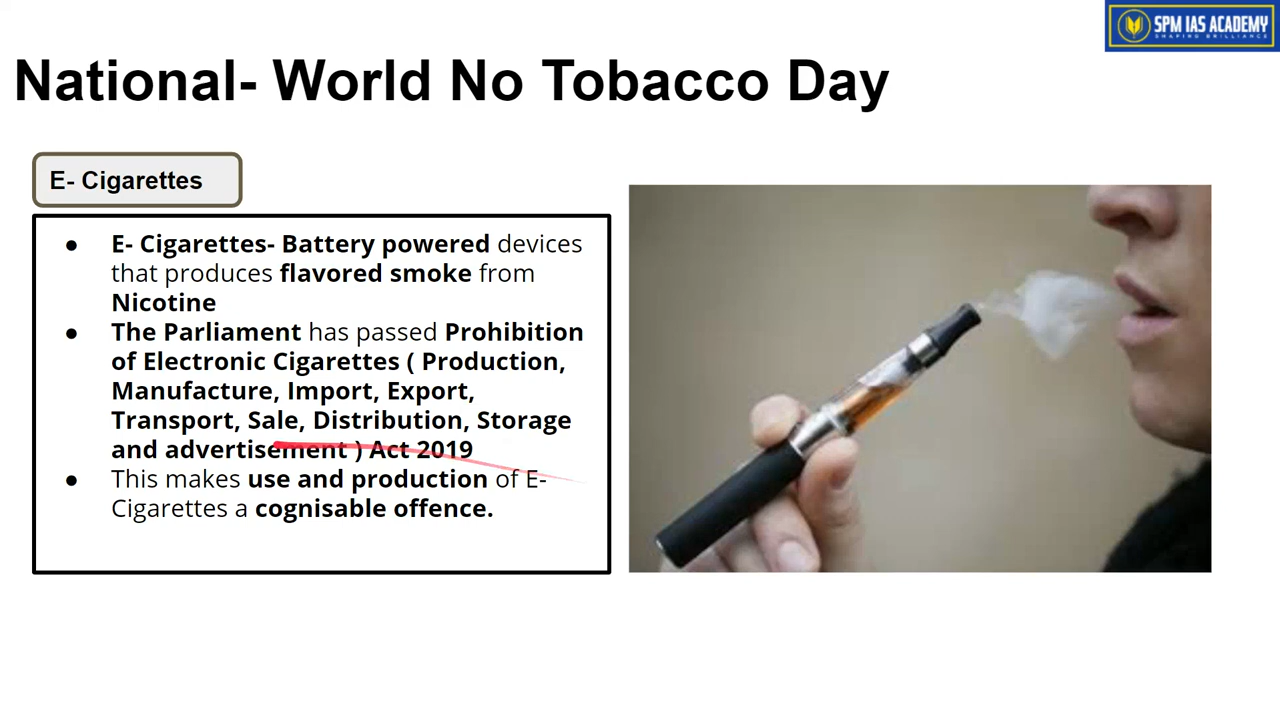 SPM IAS ACADEMY
SHAPING BRILLIANCE
National- World No Tobacco Day
E- Cigarettes
● E- Cigarettes- Battery powered devices
that produces flavored smoke from
Nicotine
● The Parliament has passed Prohibition
of Electronic Cigarettes ( Production,
Manufacture, Import, Export,
Transport, Sale, Distribution, Storage
and advertisement ) Act 2019
● This makes use and production of E-
Cigarettes a cognisable offence.